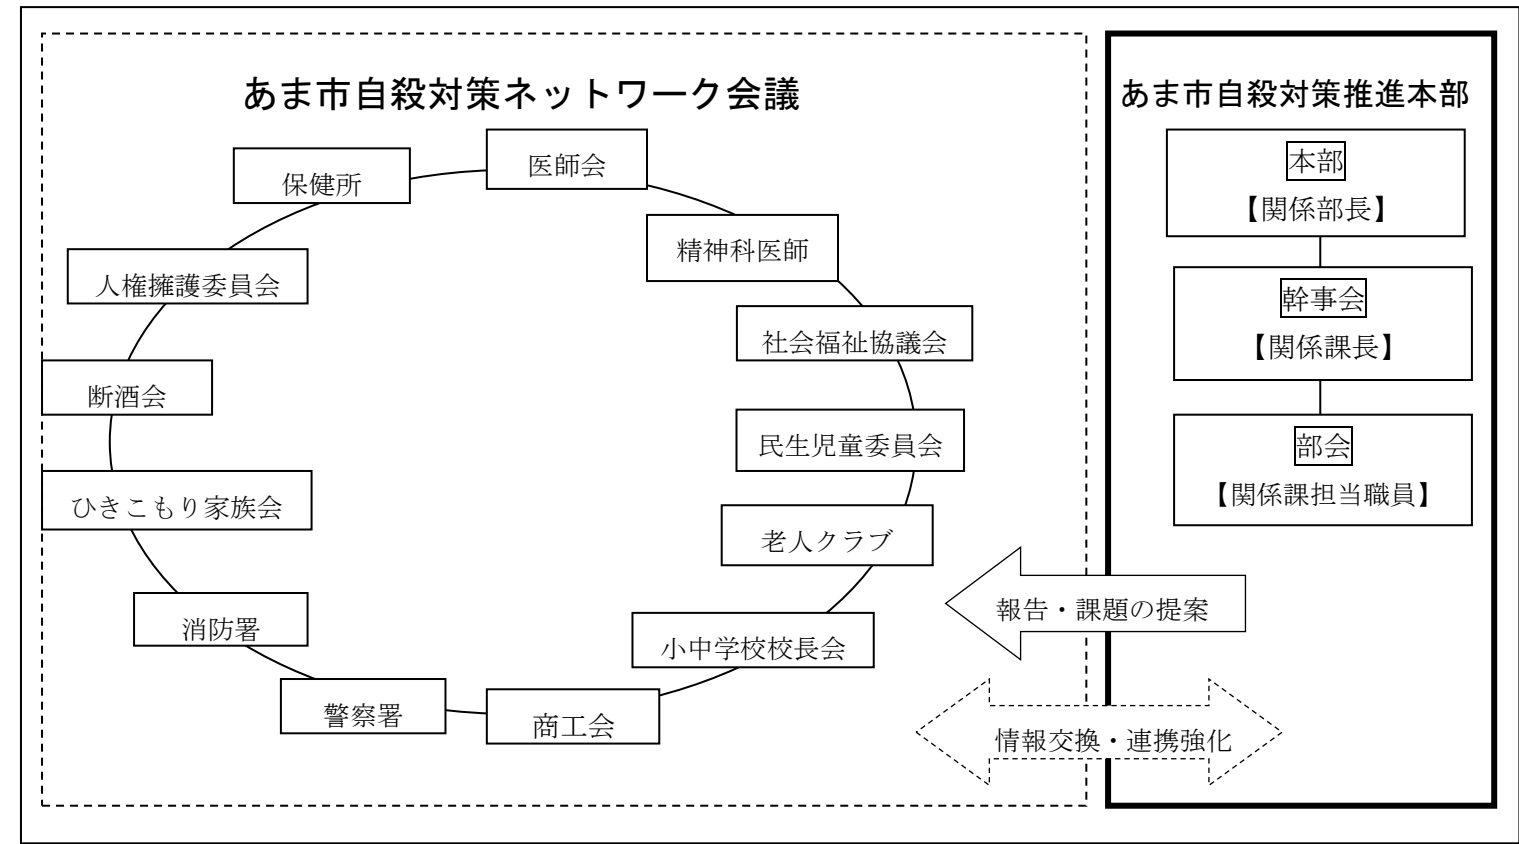 あま市自殺対策ネットワーク会議
医師会
保健所
精神科医師
人権擁護委員会
社会福祉協議会
断酒会
民生児童委員会
ひきこもり家族会
老人クラブ
消防署
小中学校校長会
警察署
商工会
あま市自殺対策推進本部
本部
【関係部長】
幹事会
【関係課長】
部会
【関係課担当職員】
報告・課題の提案
情報交換・連携強化